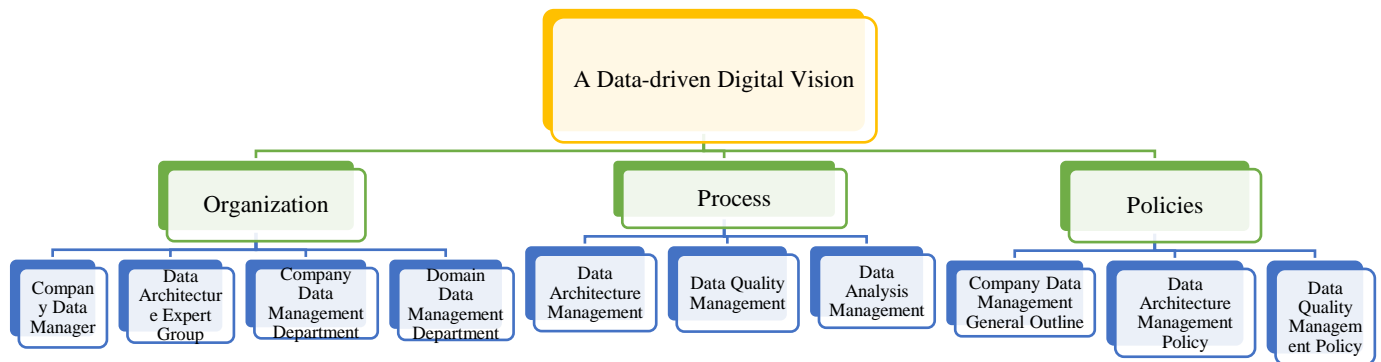 A Data-driven Digital Vision
Organization
Process
Policies
Compan
y Data
Manager
Data
Architectur
e Expert
Group
Company
Data
Management
Department
Domain
Data
Management
Department
Data
Architecture
Management
Data Quality
Management
Data
Analysis
Management
Company Data
Management
General Outline
Data
Architecture
Management
Policy
Data
Quality
Managem
ent Policy